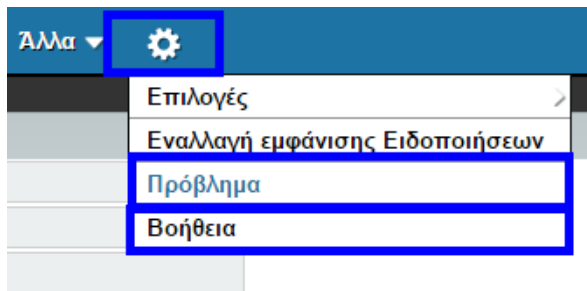 Άλλα
Επιλογές
Εναλλαγή εμφάνισης Ειδοποιήσεων
Πρόβλημα
Βοήθεια